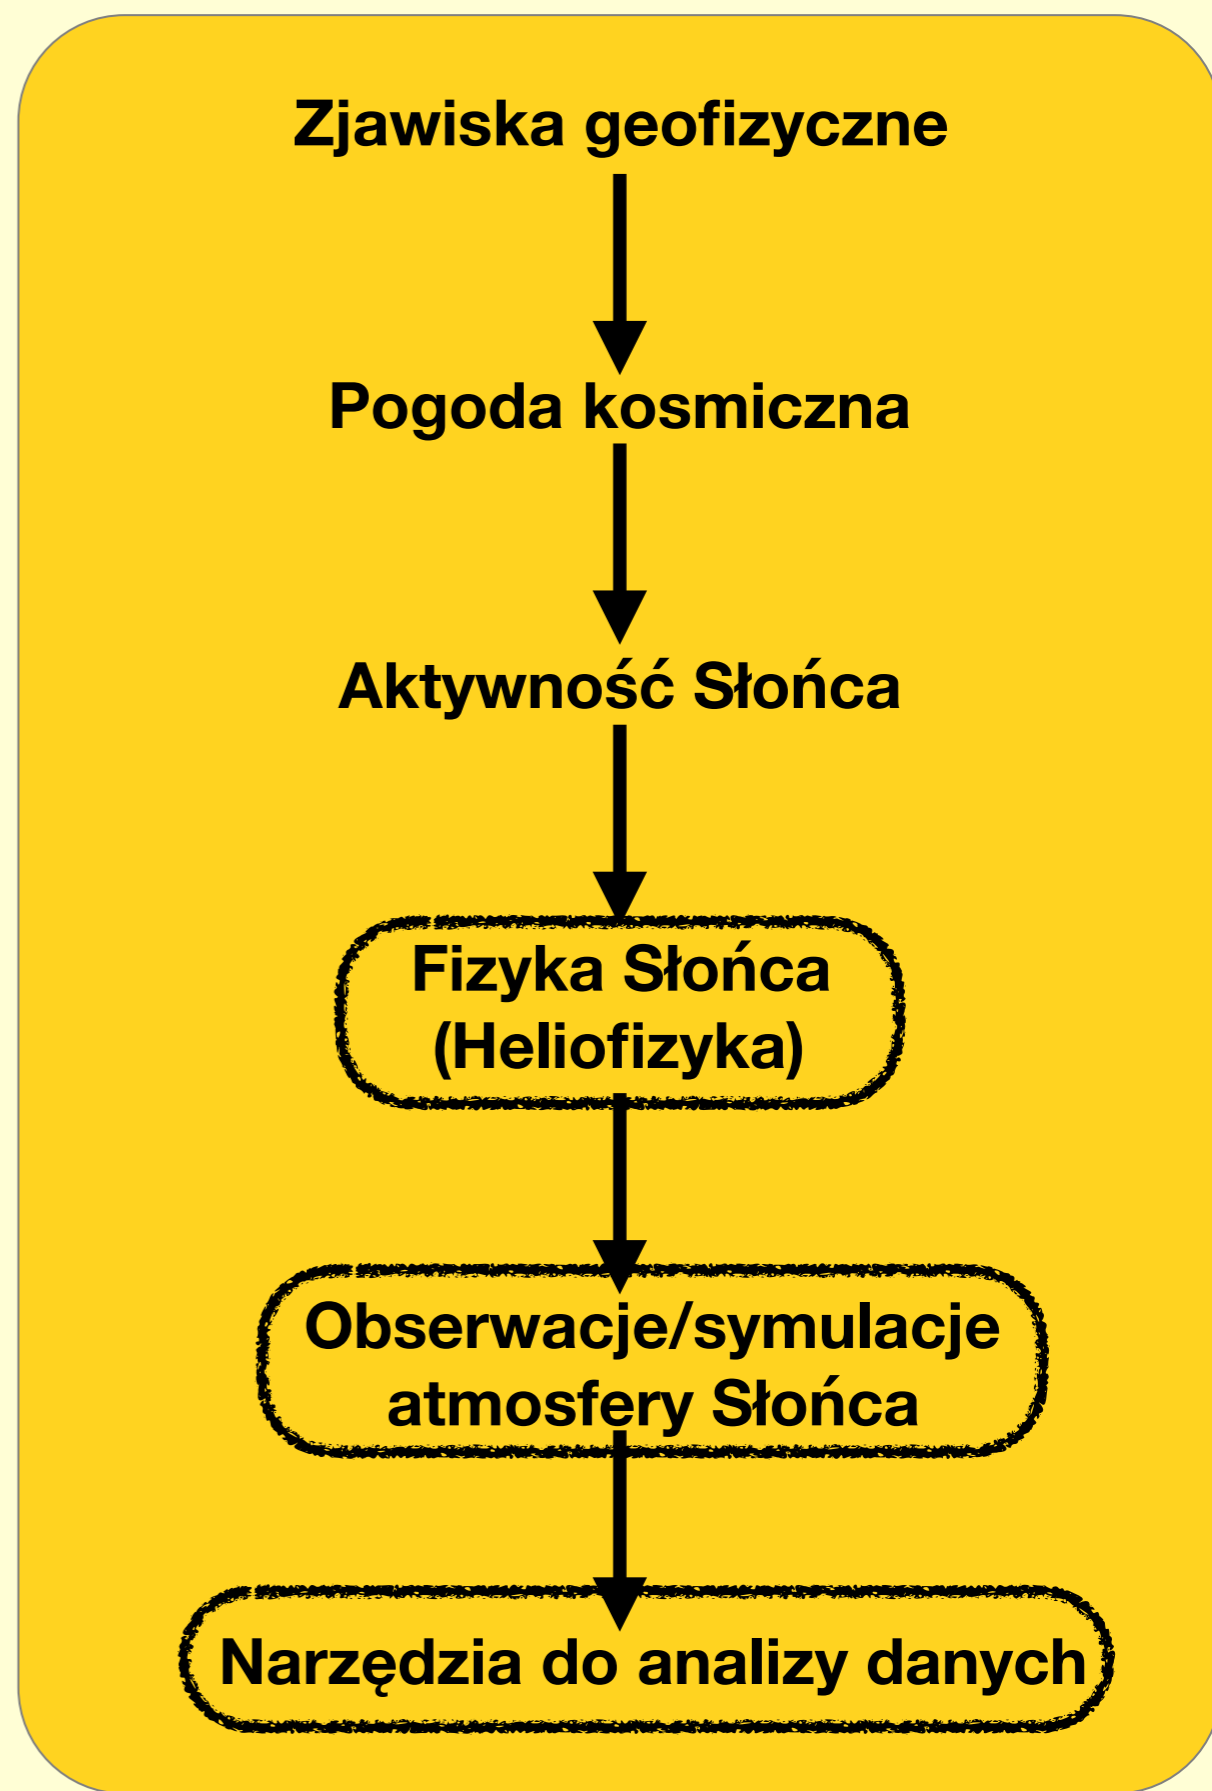 Zjawiska geofizyczne
Pogoda kosmiczna
Aktywność Słońca
Fizyka Słońca
(Heliofizyka)
Obserwacje/symulacje
atmosfery Słońca
Narzędzia do analizy danych